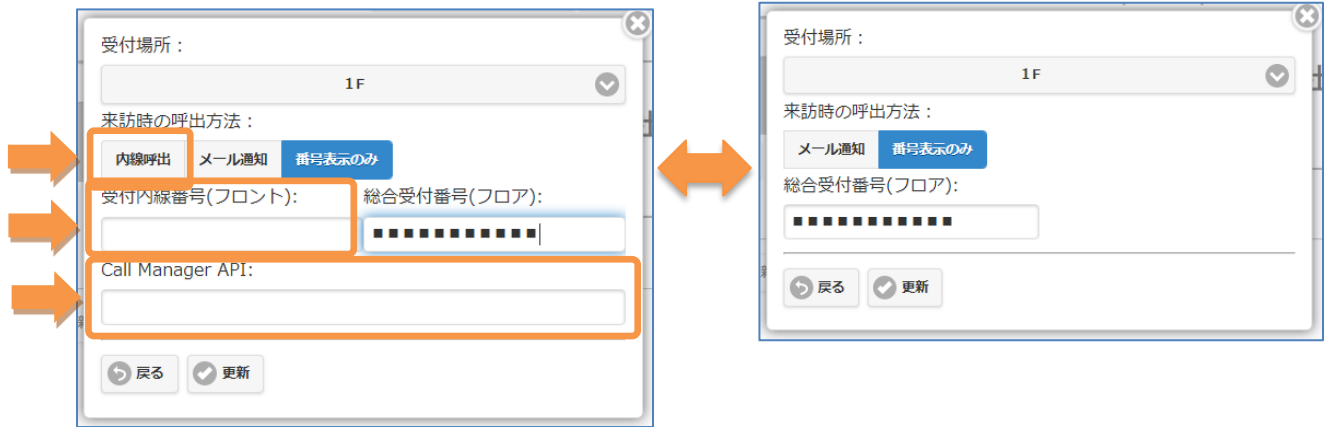 受付場所：
1F
来訪時の呼出方法：
内線呼出 メール通知 番号表示のみ
受付内線番号(フロント): 総合受付番号(フロア):
■■■■■■■■■■■
Call Manager API:
戻る 更新
受付場所：
1F
来訪時の呼出方法：
メール通知 番号表示のみ
総合受付番号(フロア):
■■■■■■■■■■■
戻る 更新